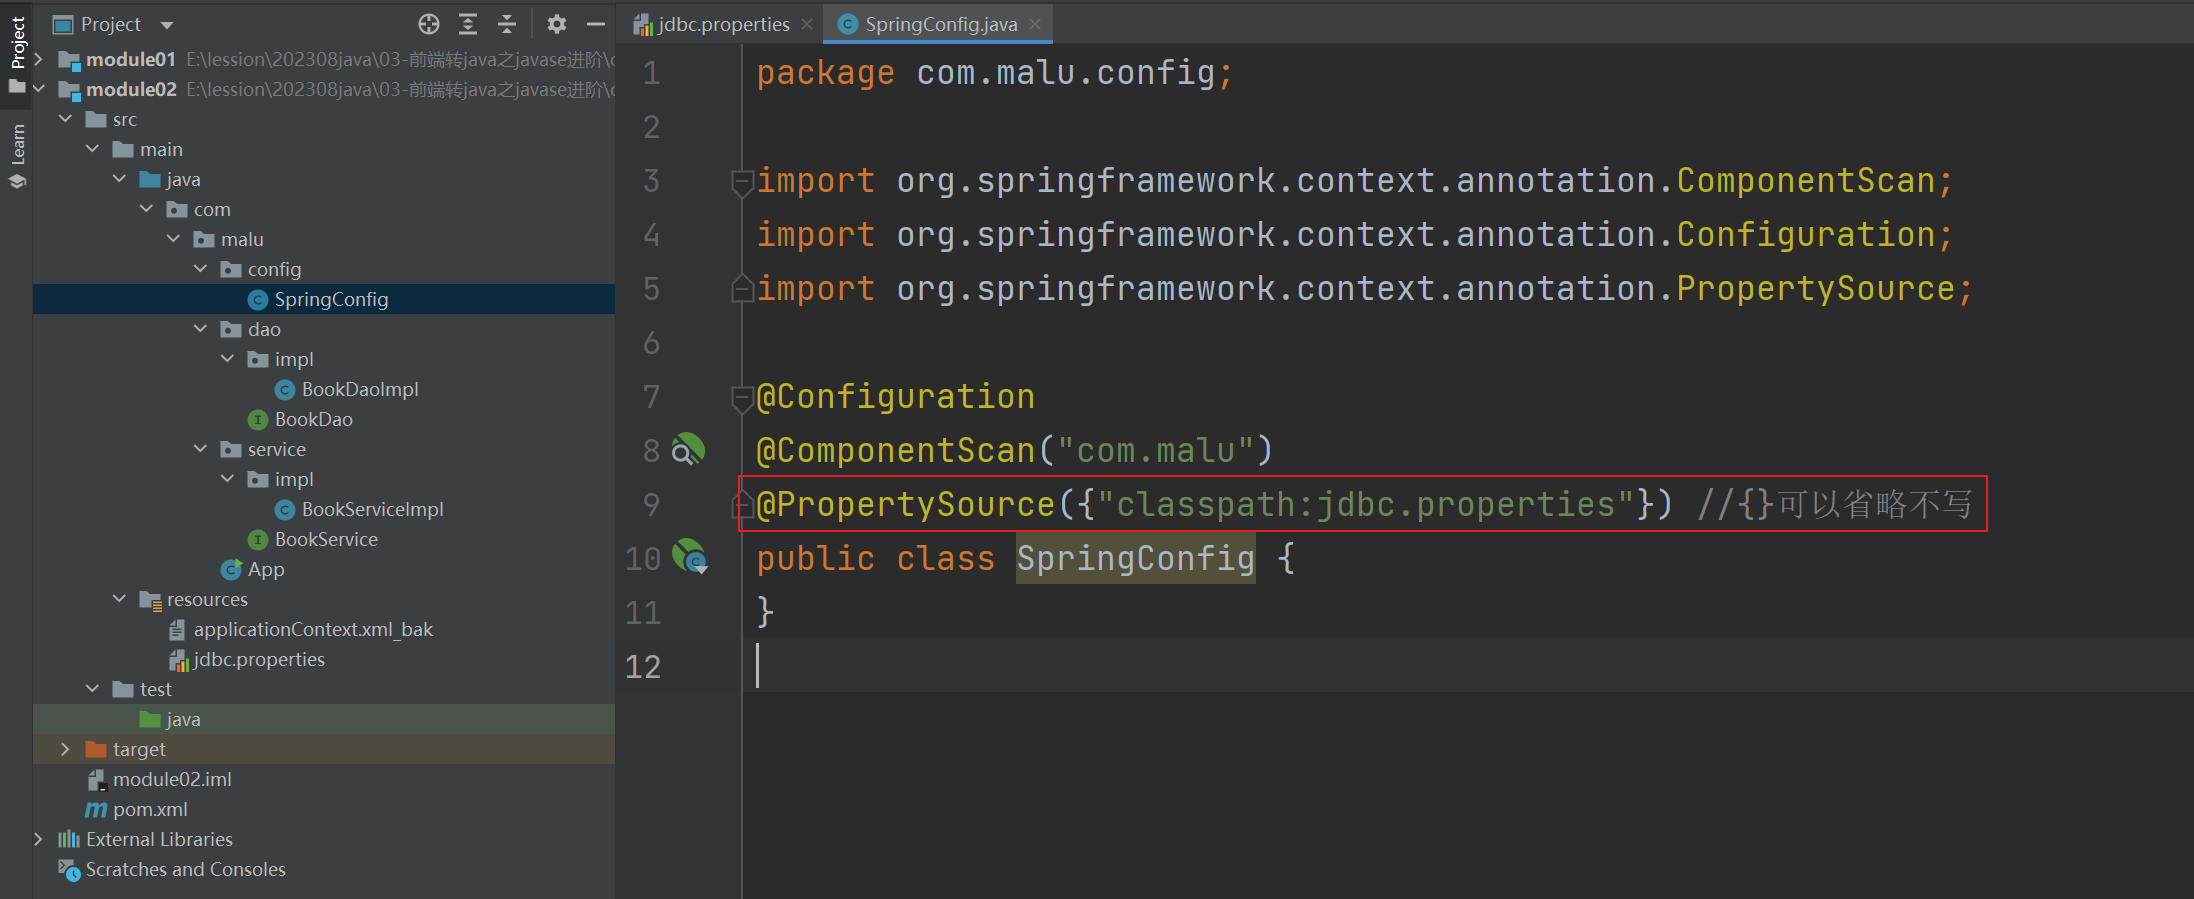 Project
Learn
Project
module01 E:\lession\202308java\03-前端转java之javase进阶\
module02 E:\lession\202308java\03-前端转java之javase进阶\
src
main
java
com
malu
config
SpringConfig
dao
impl
BookDaoImpl
BookDao
service
impl
BookServiceImpl
BookService
App
resources
applicationContext.xml_bak
jdbc.properties
test
java
target
module02.iml
pom.xml
External Libraries
Scratches and Consoles
jdbc.properties
SpringConfig.java
1 package com.malu.config;
2
3 import org.springframework.context.annotation.ComponentScan;
4 import org.springframework.context.annotation.Configuration;
5 import org.springframework.context.annotation.PropertySource;
6
7 @Configuration
8 @ComponentScan("com.malu")
9 @PropertySource({"classpath:jdbc.properties"}) //{}可以省略不写
10 public class SpringConfig {
11 }
12